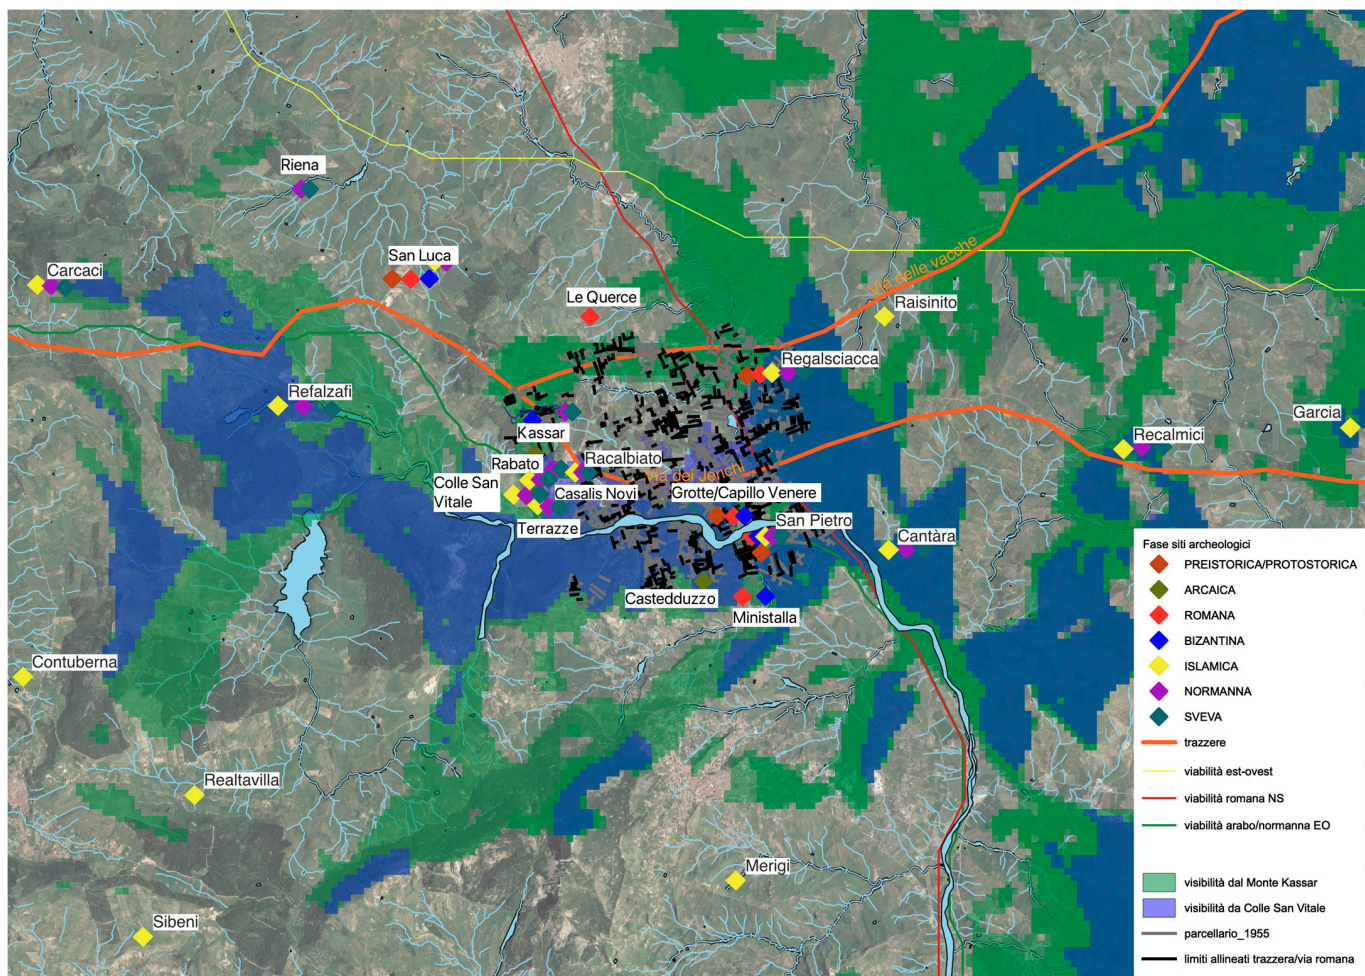 Riena
San Luca
Carcaci
Via delle vacche
Le Querce
Raisinito
Regalsciacca
Refalzafi
Garcia
Kassar
Recalmici
Rabato
Racalbiato
Via dei Jenchi
Colle San
Vitale
Casalis Novi
Grotte/Capillo Venere
Terrazze
San Pietro
Cantàra
Castedduzzo
Ministalla
Contuberna
Realtavilla
Merigi
Sibeni
Fase siti archeologici
PREISTORICA/PROTOSTORICA
ARCAICA
ROMANA
BIZANTINA
ISLAMICA
NORMANNA
SVEVA
trazzere
viabilità est-ovest
viabilità romana NS
viabilità arabo/normanna EO
visibilità dal Monte Kassar
visibilità da Colle San Vitale
parcellario_1955
limiti allineati trazzera/via romana